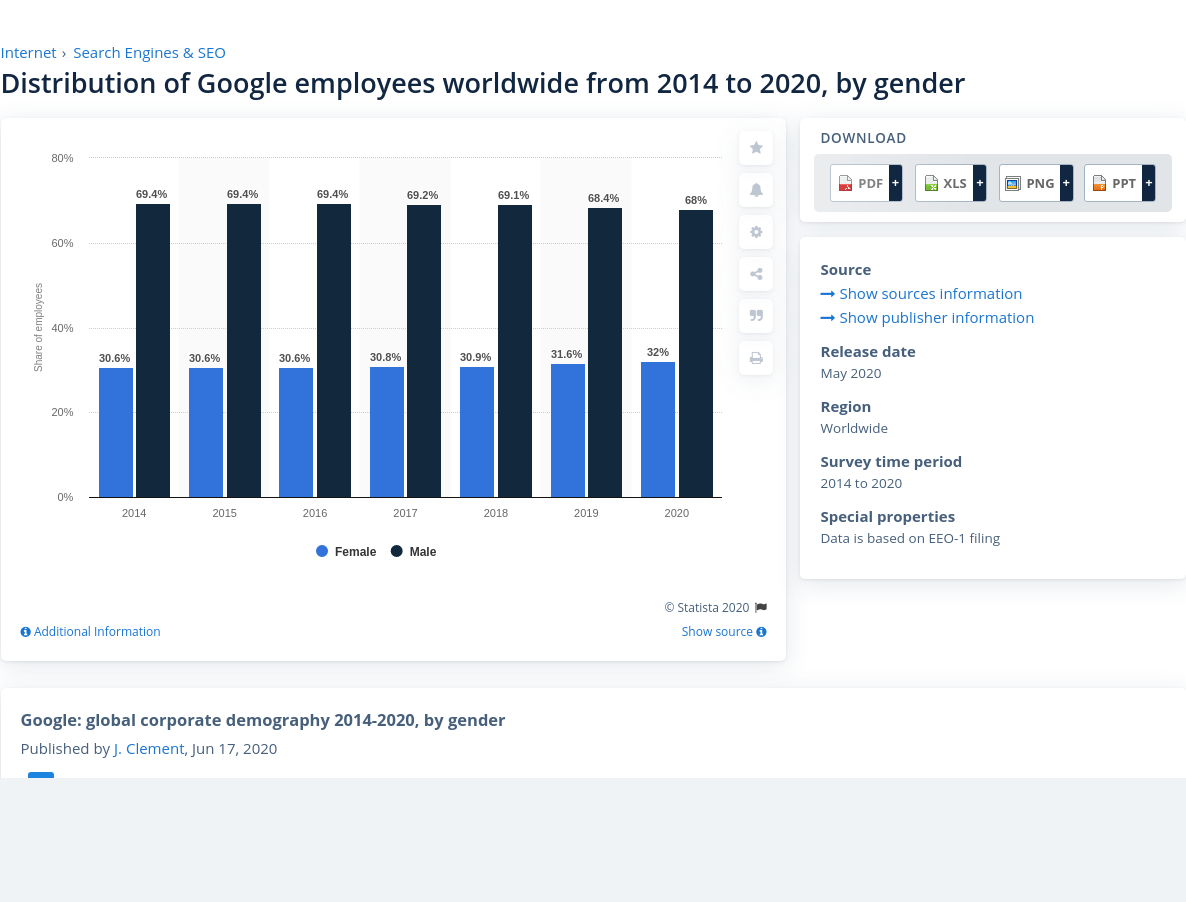 Internet › Search Engines & SEO
Distribution of Google employees worldwide from 2014 to 2020, by gender
80%
60%
40%
20%
0%
Share of employees
30.6% 69.4%
30.6% 69.4%
30.6% 69.4%
30.8% 69.2%
30.9% 69.1%
31.6% 68.4%
32% 68%
2014 2015 2016 2017 2018 2019 2020
Female Male
© Statista 2020
Additional Information Show source
DOWNLOAD
PDF + XLS + PNG + PPT +
Source
Show sources information
Show publisher information
Release date
May 2020
Region
Worldwide
Survey time period
2014 to 2020
Special properties
Data is based on EEO-1 filing
Google: global corporate demography 2014-2020, by gender
Published by J. Clement, Jun 17, 2020